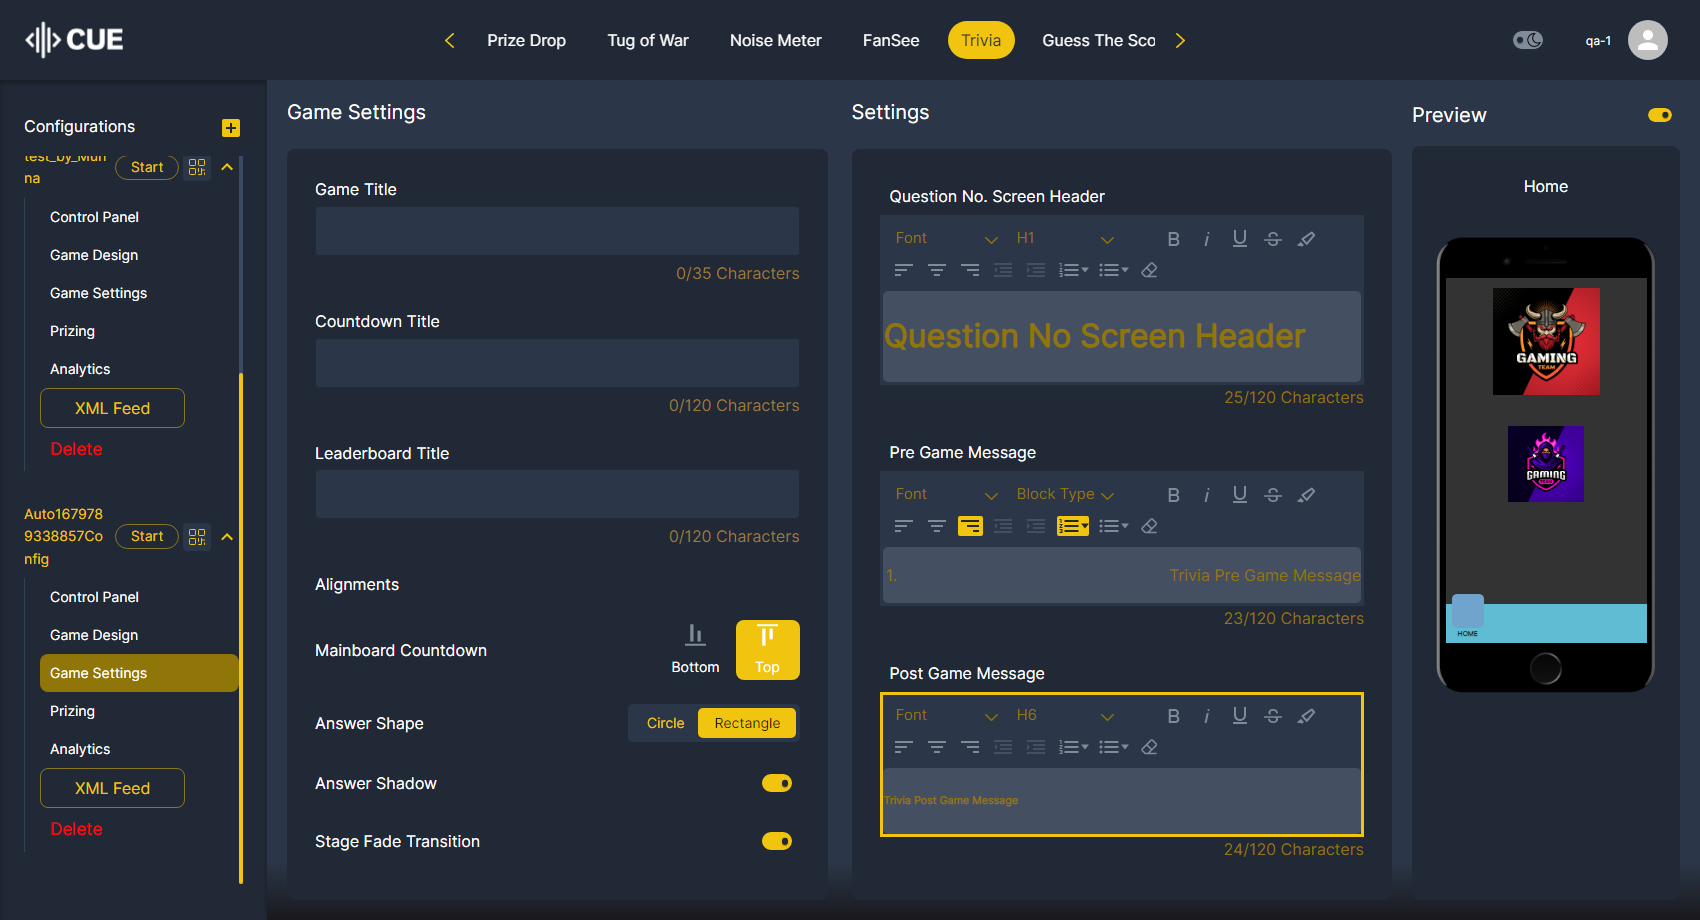 CUE
Prize Drop
Tug of War
Noise Meter
FanSee
Trivia
Guess The Sco
qa-1
Configurations
test_by_Mun
na
Start
Control Panel
Game Design
Game Settings
Prizing
Analytics
XML Feed
Delete
Auto167978
9338857Co
nfig
Start
Control Panel
Game Design
Game Settings
Prizing
Analytics
XML Feed
Delete
Game Settings
Game Title
0/35 Characters
Countdown Title
0/120 Characters
Leaderboard Title
0/120 Characters
Alignments
Mainboard Countdown
Bottom
Top
Answer Shape
Circle
Rectangle
Answer Shadow
Stage Fade Transition
Settings
Question No. Screen Header
Font
H1
B
i
U
S
Question No Screen Header
25/120 Characters
Pre Game Message
Font
Block Type
B
i
U
S
1. Trivia Pre Game Message
23/120 Characters
Post Game Message
Font
H6
B
i
U
S
Trivia Post Game Message
24/120 Characters
Preview
Home
GAMING
TEAM
GAMING
TEAM
HOME